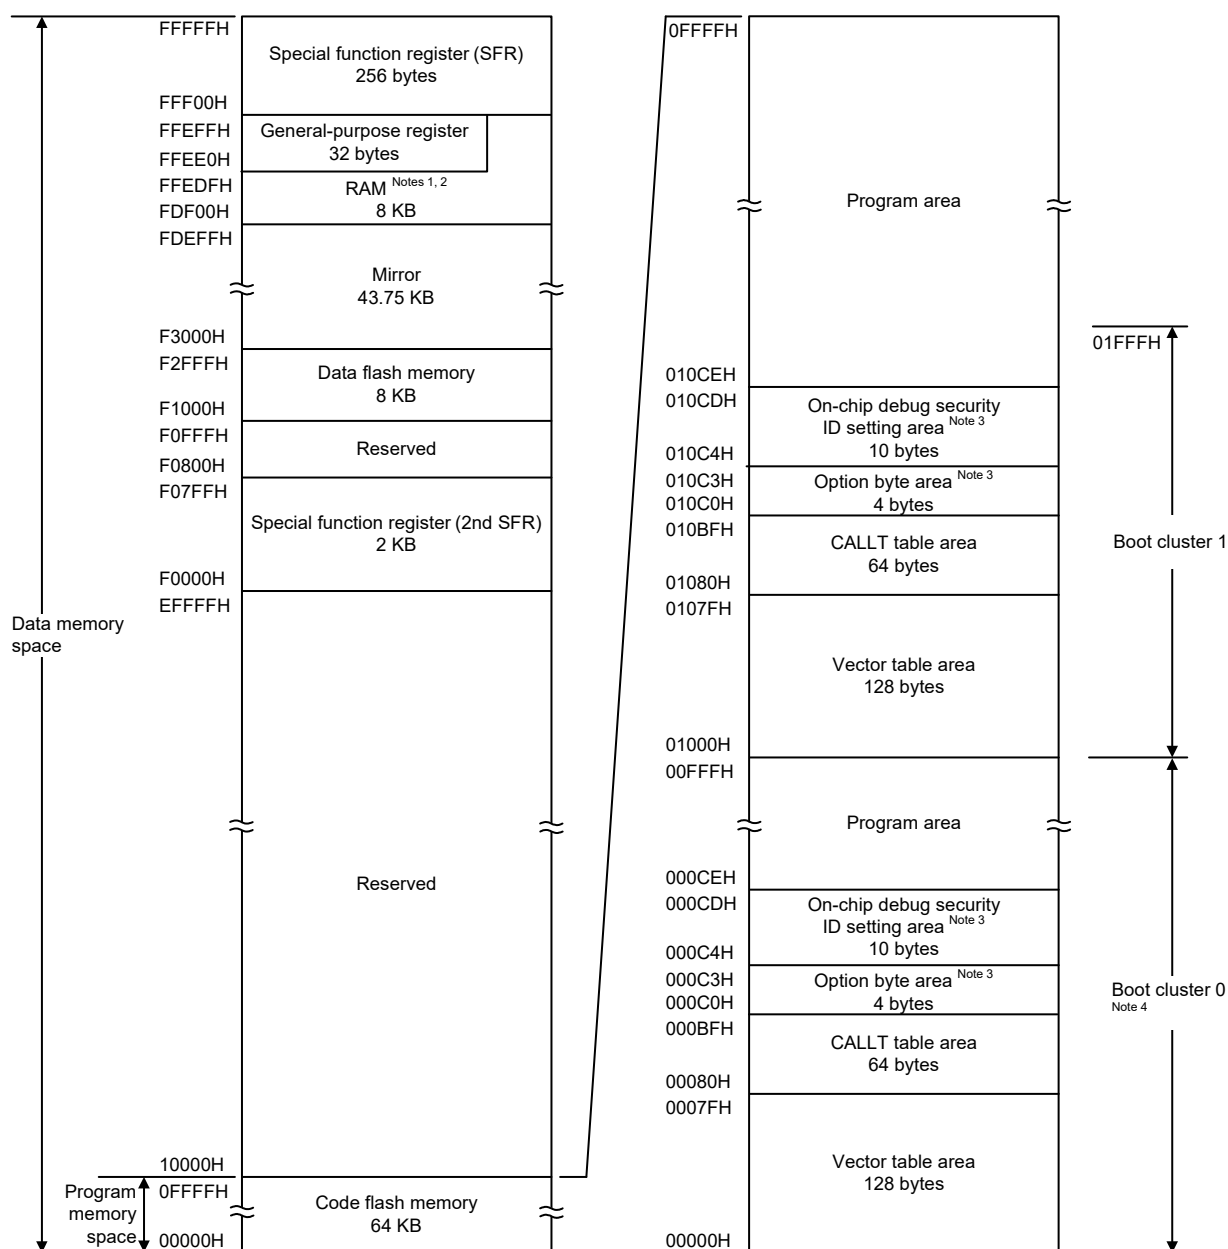 FFFFFH
Special function register (SFR)
256 bytes
FFF00H
FFEFFH
General-purpose register
32 bytes
FFEE0H
FFEDFH
RAM Notes 1, 2
8 KB
FDF00H
FDEFFH
Mirror
43.75 KB
F3000H
F2FFFH
Data flash memory
8 KB
F1000H
F0FFFH
Reserved
F0800H
F07FFH
Special function register (2nd SFR)
2 KB
F0000H
EFFFFH
Data memory
space
Reserved
10000H
Program
memory
space
0FFFFH
Code flash memory
64 KB
00000H
0FFFFH
Program area
01FFFH
010CEH
010CDH
On-chip debug security
ID setting area Note 3
10 bytes
010C4H
010C3H
Option byte area Note 3
4 bytes
010C0H
010BFH
CALLT table area
64 bytes
01080H
0107FH
Boot cluster 1
Vector table area
128 bytes
01000H
00FFFH
Program area
000CEH
000CDH
On-chip debug security
ID setting area Note 3
10 bytes
000C4H
000C3H
Option byte area Note 3
4 bytes
000C0H
000BFH
Boot cluster 0
Note 4
CALLT table area
64 bytes
00080H
0007FH
Vector table area
128 bytes
00000H